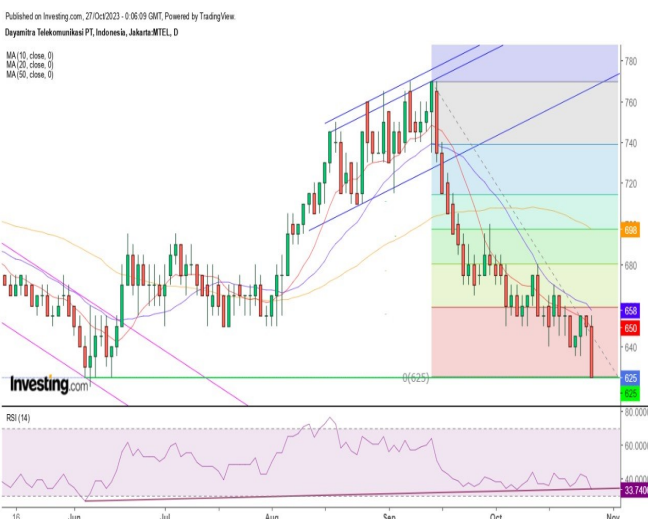 Published on Investing.com, 27/Oct/2023 - 0:06:09 GMT, Powered by TradingView.
Dayamitra Telekomunikasi PT, Indonesia, Jakarta:MTEL, D
MA (10, close, 0)
MA (20, close, 0)
MA (50, close, 0)
780
760
740
720
698
680
658
650
640
0(625)
625
625
Investing.com
RSI (14)
80.0000
60.0000
40.0000
33.7400
16
Jun
Jul
Aug
Sep
Oct
Nov